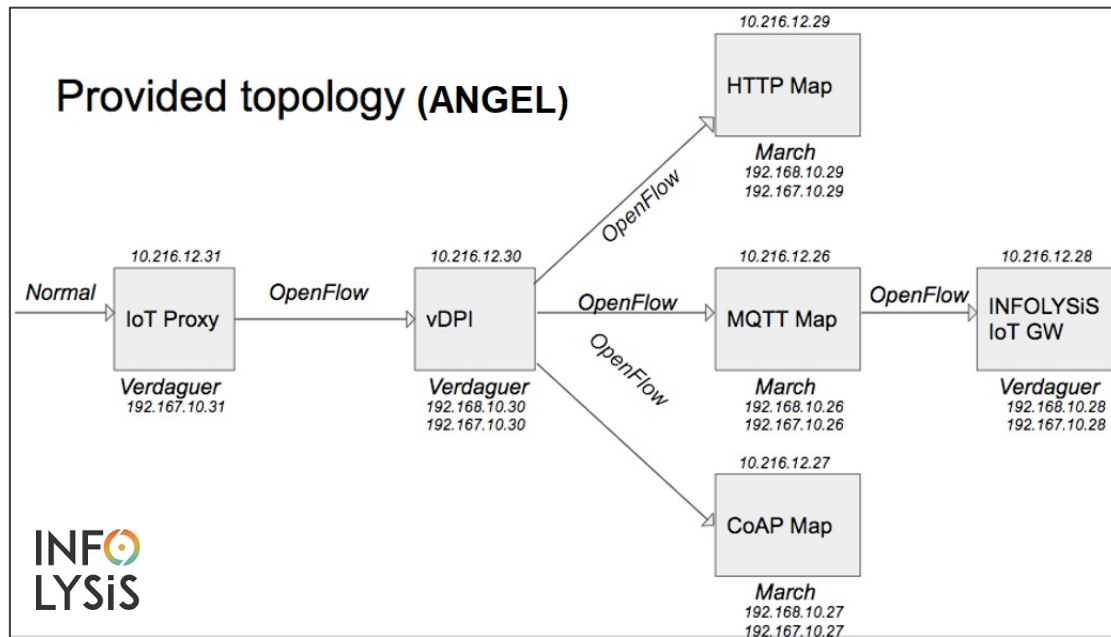 Provided topology (ANGEL)
10.216.12.29
HTTP Map
March
192.168.10.29
192.167.10.29
OpenFlow
Normal
10.216.12.31
IoT Proxy
Verdaguer
192.167.10.31
OpenFlow
10.216.12.30
vDPI
Verdaguer
192.168.10.30
192.167.10.30
OpenFlow
10.216.12.26
MQTT Map
March
192.168.10.26
192.167.10.26
OpenFlow
10.216.12.28
INFOLYSiS
IoT GW
Verdaguer
192.168.10.28
192.167.10.28
OpenFlow
10.216.12.27
CoAP Map
March
192.168.10.27
192.167.10.27
INFO
LYSiS